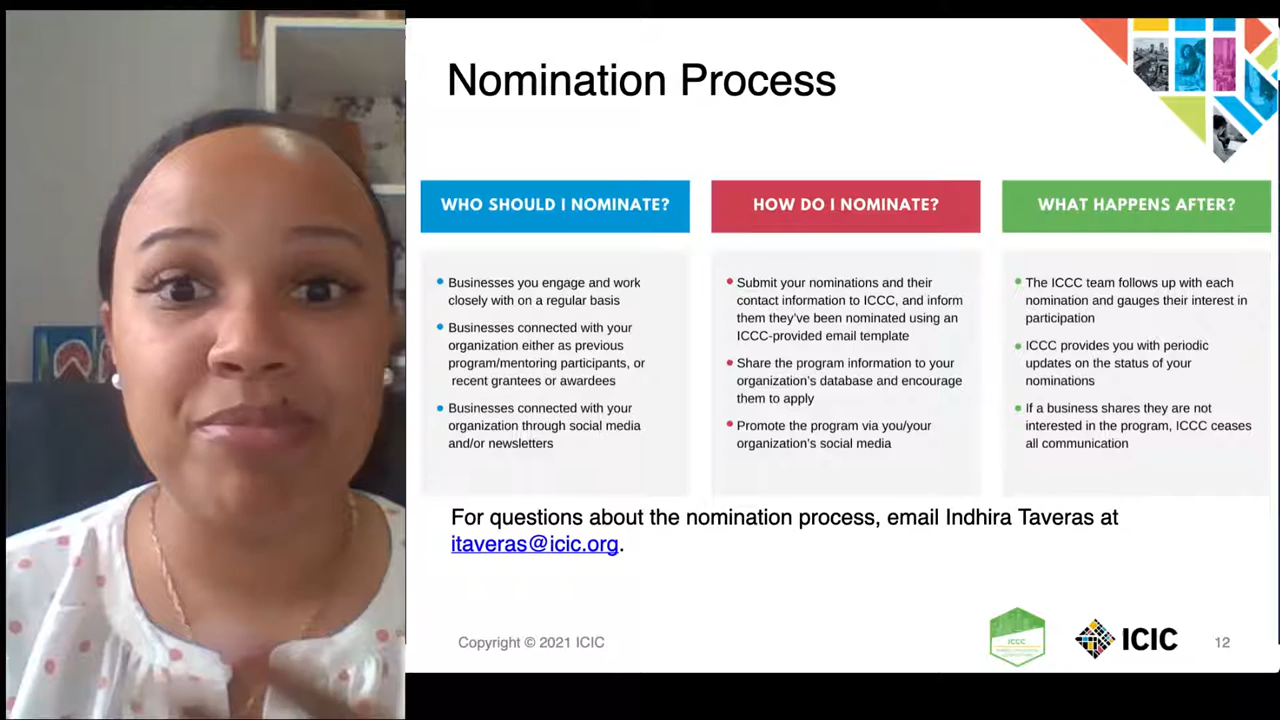 Nomination Process
WHO SHOULD I NOMINATE?
Businesses you engage and work
closely with on a regular basis
Businesses connected with your
organization either as previous
program/mentoring participants, or
recent grantees or awardees
Businesses connected with your
organization through social media
and/or newsletters
HOW DO I NOMINATE?
Submit your nominations and their
contact information to ICCC, and inform
them they've been nominated using an
ICCC-provided email template
Share the program information to your
organization's database and encourage
them to apply
Promote the program via you/your
organization's social media
WHAT HAPPENS AFTER?
The ICCC team follows up with each
nomination and gauges their interest in
participation
ICCC provides you with periodic
updates on the status of your
nominations
If a business shares they are not
interested in the program, ICCC ceases
all communication
For questions about the nomination process, email Indhira Taveras at
itaveras@icic.org.
Copyright © 2021 ICIC
ICCC
ICIC
12